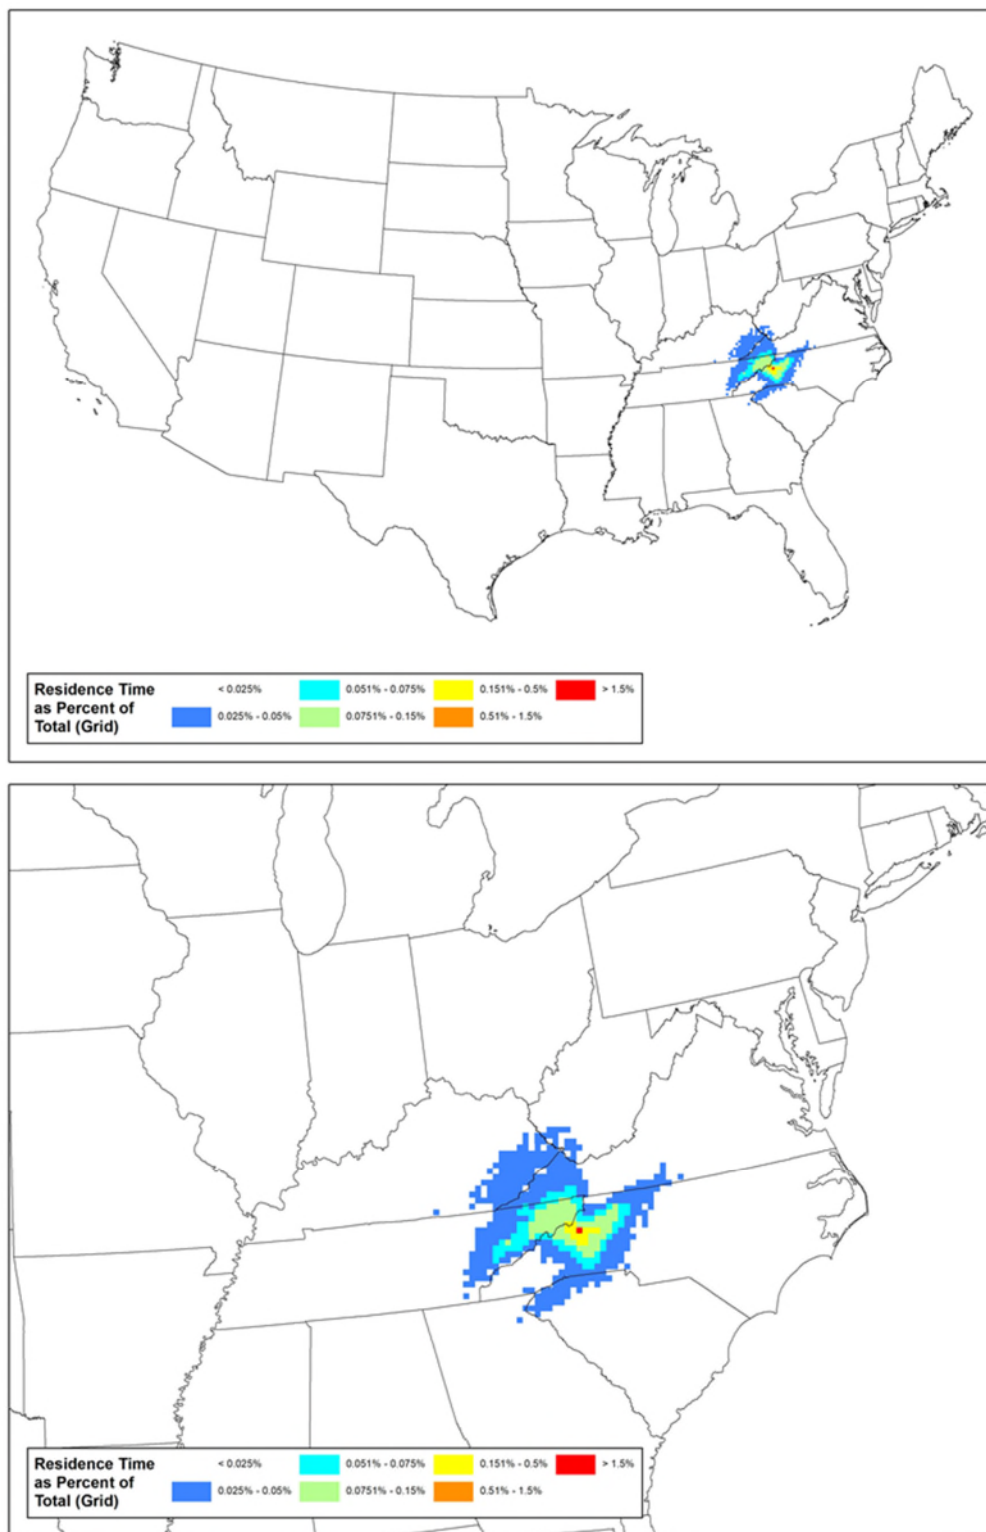 Residence Time
as Percent of
Total (Grid)
< 0.025%
0.051% - 0.075%
0.151% - 0.5%
> 1.5%
0.025% - 0.05%
0.0751% - 0.15%
0.51% - 1.5%
Residence Time
as Percent of
Total (Grid)
< 0.025%
0.051% - 0.075%
0.151% - 0.5%
> 1.5%
0.025% - 0.05%
0.0751% - 0.15%
0.51% - 1.5%